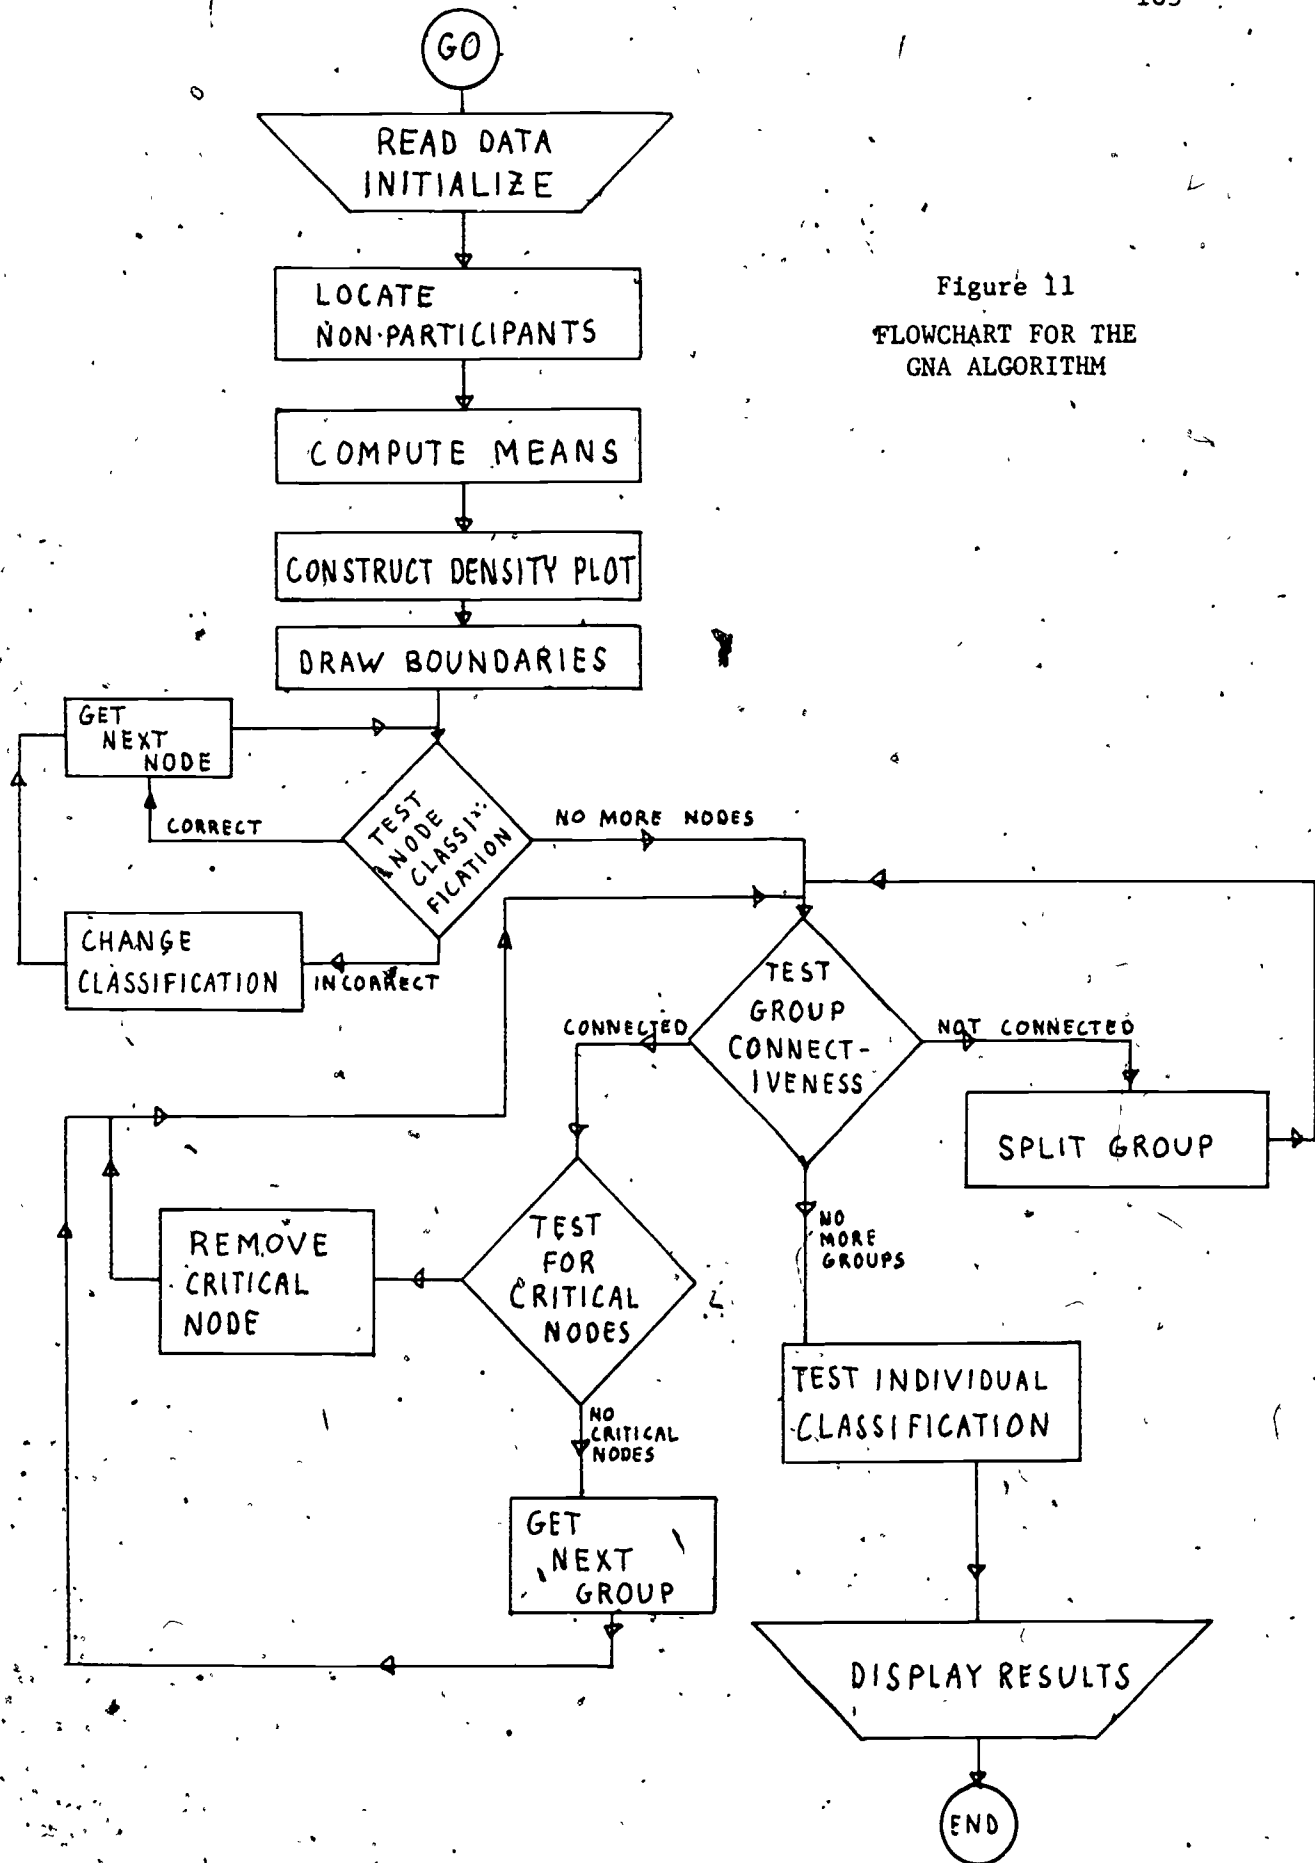 GO
READ DATA
INITIALIZE
LOCATE
NON-PARTICIPANTS
Figure 11
FLOWCHART FOR THE
GNA ALGORITHM
COMPUTE MEANS
CONSTRUCT DENSITY PLOT
DRAW BOUNDARIES
GET
NEXT
NODE
CORRECT
TEST
NODE
CLASSI-
FICATION
NO MORE NODES
CHANGE
CLASSIFICATION
INCORRECT
TEST
GROUP
CONNECT-
IVENESS
CONNECTED
NOT CONNECTED
SPLIT GROUP
REMOVE
CRITICAL
NODE
TEST
FOR
CRITICAL
NODES
NO
MORE
GROUPS
TEST INDIVIDUAL
CLASSIFICATION
NO
CRITICAL
NODES
GET
NEXT
GROUP
DISPLAY RESULTS
END